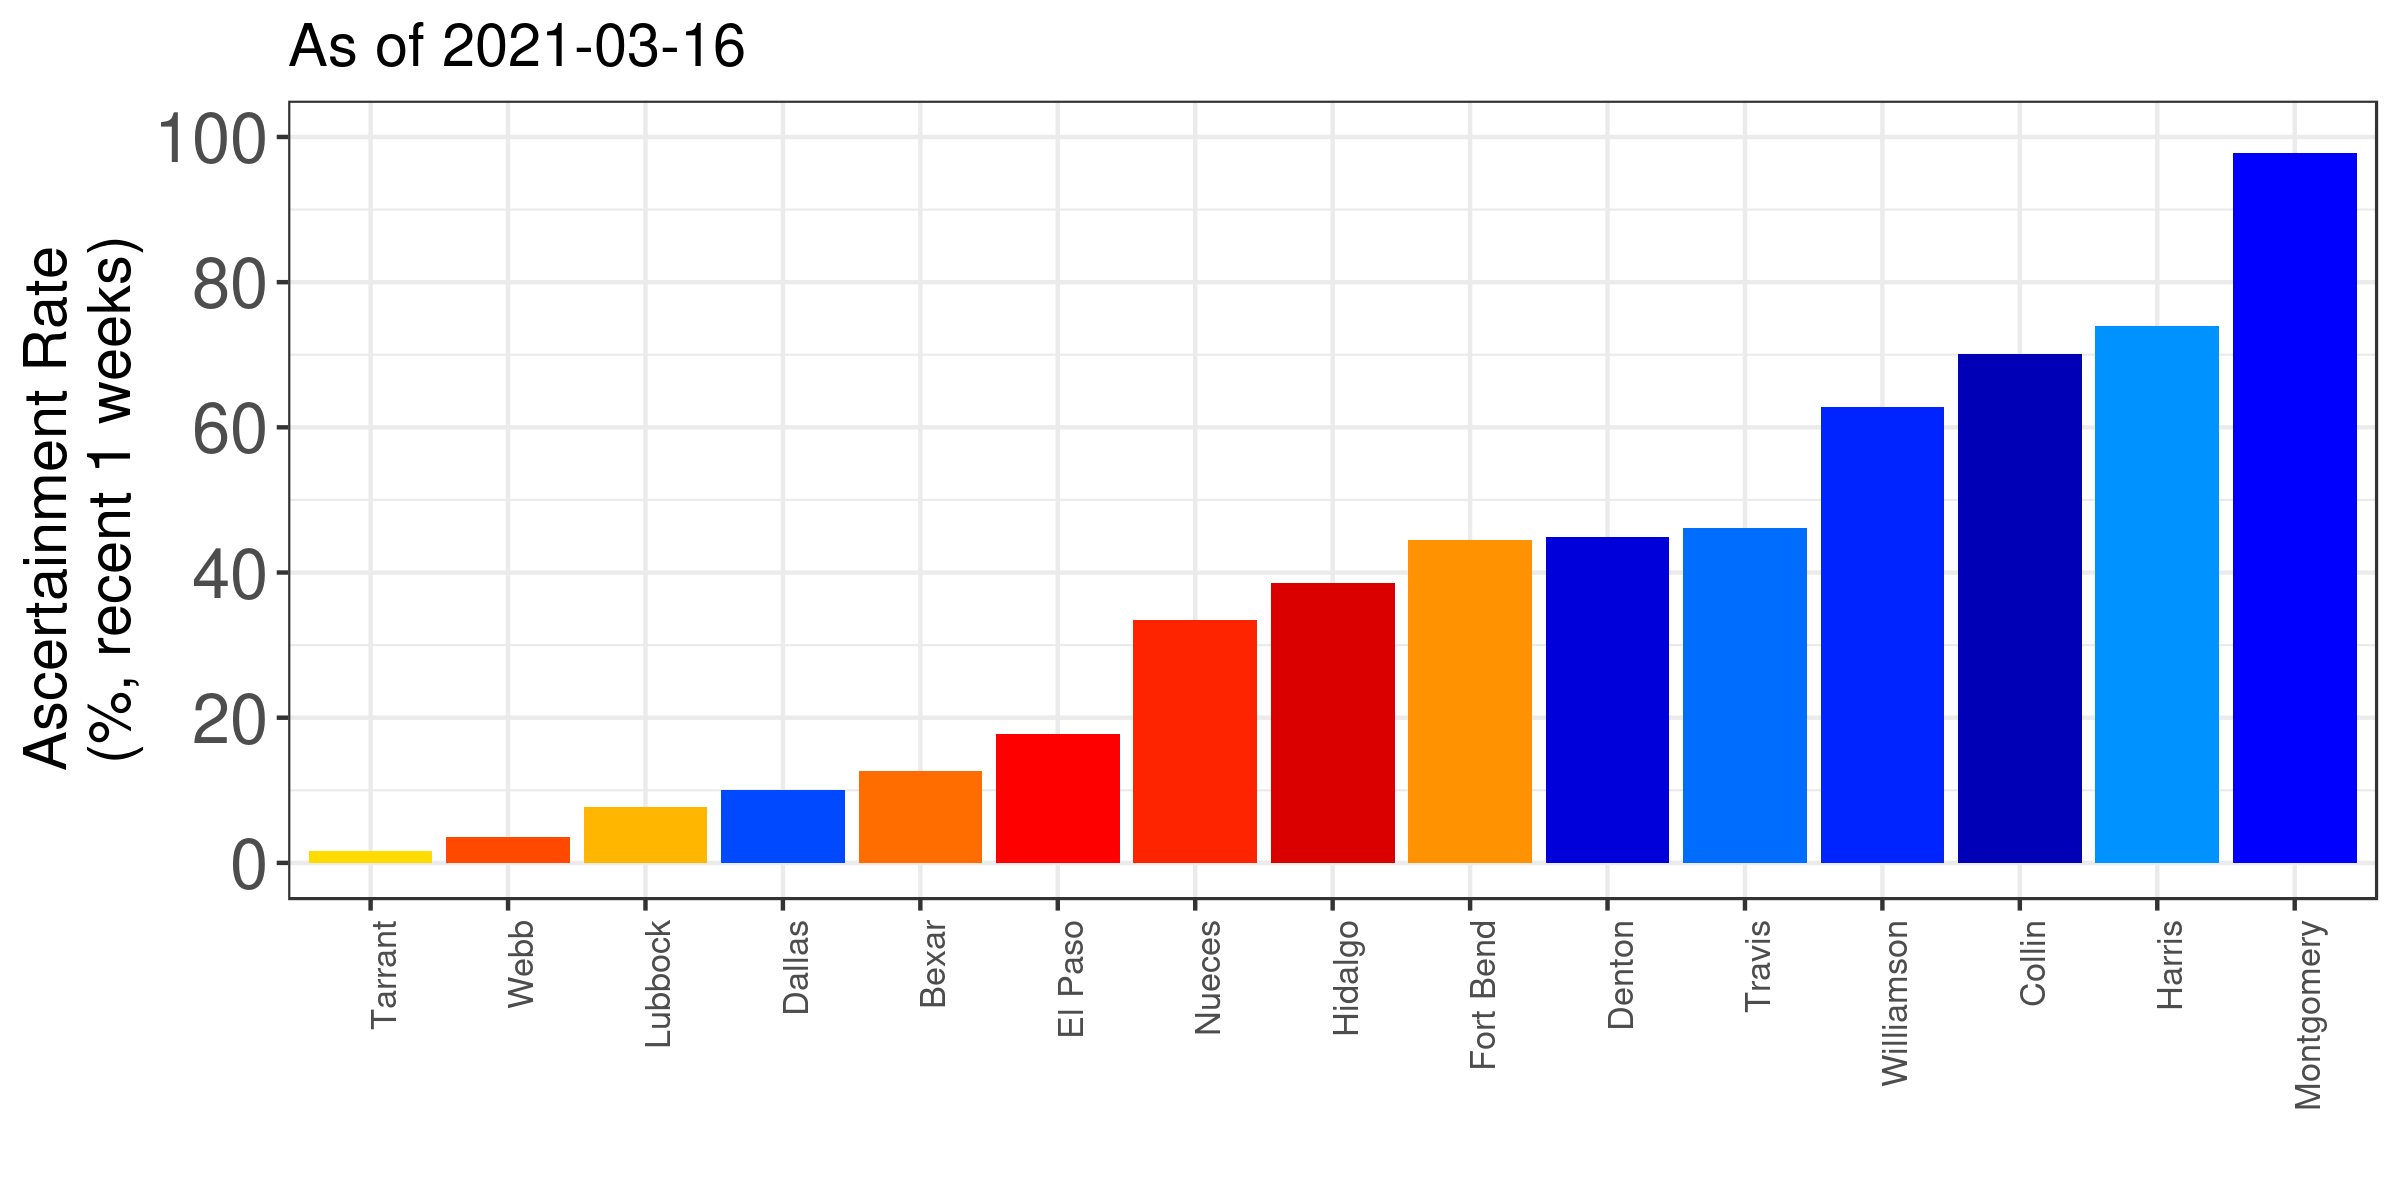 As of 2021-03-16
Ascertainment Rate
(%, recent 1 weeks)
100
80
60
40
20
0
Tarrant
Webb
Lubbock
Dallas
Bexar
El Paso
Nueces
Hidalgo
Fort Bend
Denton
Travis
Williamson
Collin
Harris
Montgomery